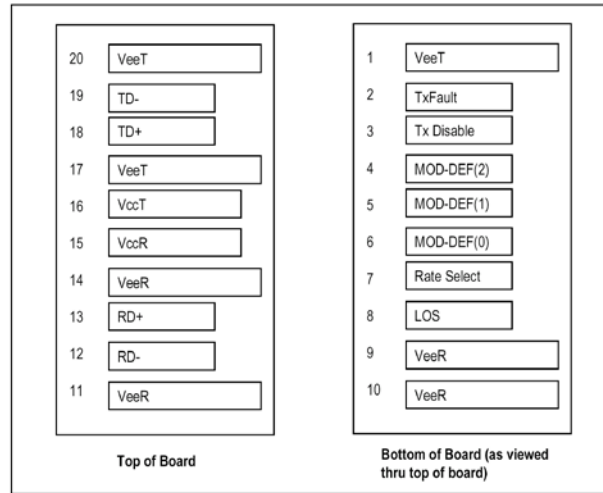 20 VeeT
19 TD-
18 TD+
17 VeeT
16 VccT
15 VccR
14 VeeR
13 RD+
12 RD-
11 VeeR
Top of Board
1 VeeT
2 TxFault
3 Tx Disable
4 MOD-DEF(2)
5 MOD-DEF(1)
6 MOD-DEF(0)
7 Rate Select
8 LOS
9 VeeR
10 VeeR
Bottom of Board (as viewed
thru top of board)